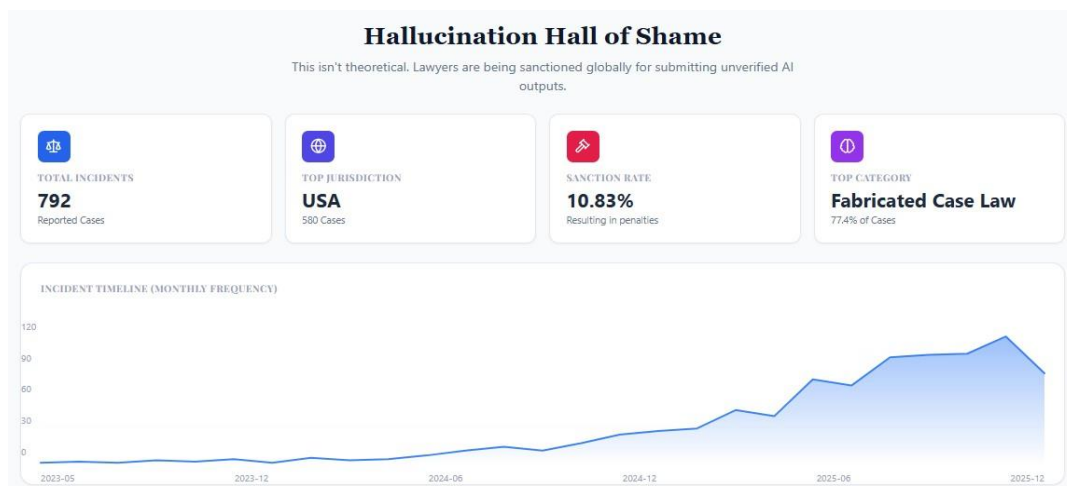 Hallucination Hall of Shame
This isn't theoretical. Lawyers are being sanctioned globally for submitting unverified AI
outputs.
TOTAL INCIDENTS
792
Reported Cases
TOP JURISDICTION
USA
580 Cases
SANCTION RATE
10.83%
Resulting in penalties
TOP CATEGORY
Fabricated Case Law
77.4% of Cases
INCIDENT TIMELINE (MONTHLY FREQUENCY)
120
90
60
30
0
2023-05
2023-12
2024-06
2024-12
2025-06
2025-12